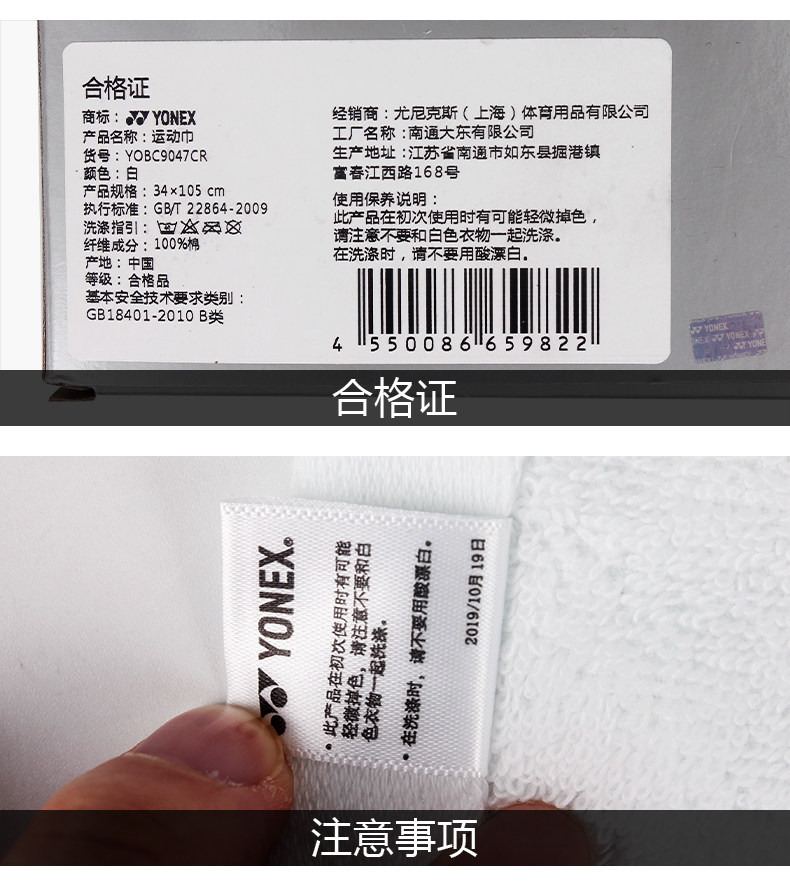 合格证
商标：YONEX
产品名称：运动巾
货号：YOBC9047CR
颜色：白
产品规格：34×105 cm
执行标准：GB/T 22864-2009
洗涤指引：
纤维成分：100%棉
产地：中国
等级：合格品
基本安全技术要求类别：
GB18401-2010 B类
经销商：尤尼克斯（上海）体育用品有限公司
工厂名称：南通大东有限公司
生产地址：江苏省南通市如东县掘港镇
富春江西路168号
使用保养说明：
此产品在初次使用时有可能轻微掉色，
请注意不要和白色衣物一起洗涤。
在洗涤时，请不要用酸漂白。
4 550086 659822
YONEX
YONEX
YONEX
YONE
合格证
YONEX®
• 此产品在初次使用时有可能
轻微掉色，请注意不要和白
色衣物一起洗涤。
• 在洗涤时，请不要用酸漂白。
2019/10月19日
注意事项